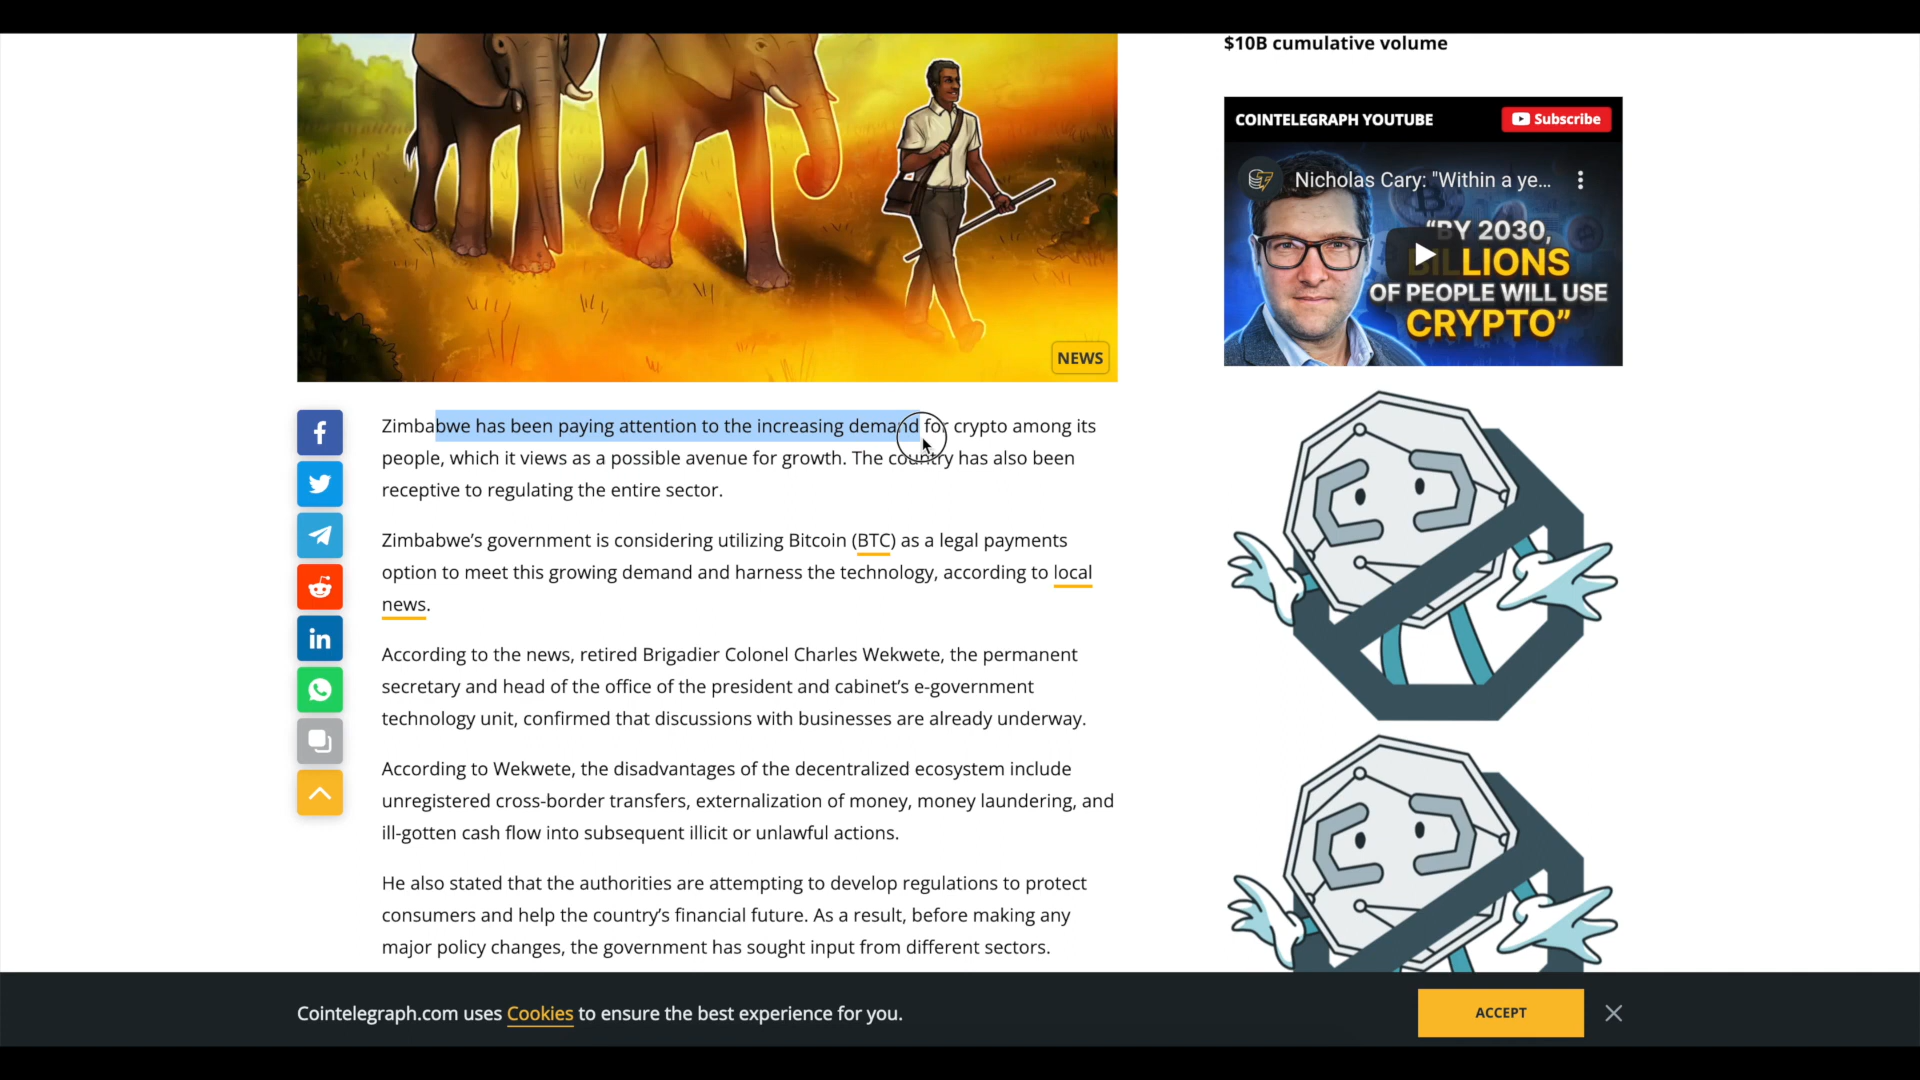 $10B cumulative volume
COINTELEGRAPH YOUTUBE
Subscribe
Nicholas Cary: "Within a ye...
“BY 2030,
BILLIONS
OF PEOPLE WILL USE
CRYPTO”
NEWS
Zimbabwe has been paying attention to the increasing demand for crypto among its
people, which it views as a possible avenue for growth. The country has also been
receptive to regulating the entire sector.
Zimbabwe’s government is considering utilizing Bitcoin (BTC) as a legal payments
option to meet this growing demand and harness the technology, according to local
news.
According to the news, retired Brigadier Colonel Charles Wekwete, the permanent
secretary and head of the office of the president and cabinet’s e-government
technology unit, confirmed that discussions with businesses are already underway.
According to Wekwete, the disadvantages of the decentralized ecosystem include
unregistered cross-border transfers, externalization of money, money laundering, and
ill-gotten cash flow into subsequent illicit or unlawful actions.
He also stated that the authorities are attempting to develop regulations to protect
consumers and help the country’s financial future. As a result, before making any
major policy changes, the government has sought input from different sectors.
Cointelegraph.com uses Cookies to ensure the best experience for you.
ACCEPT